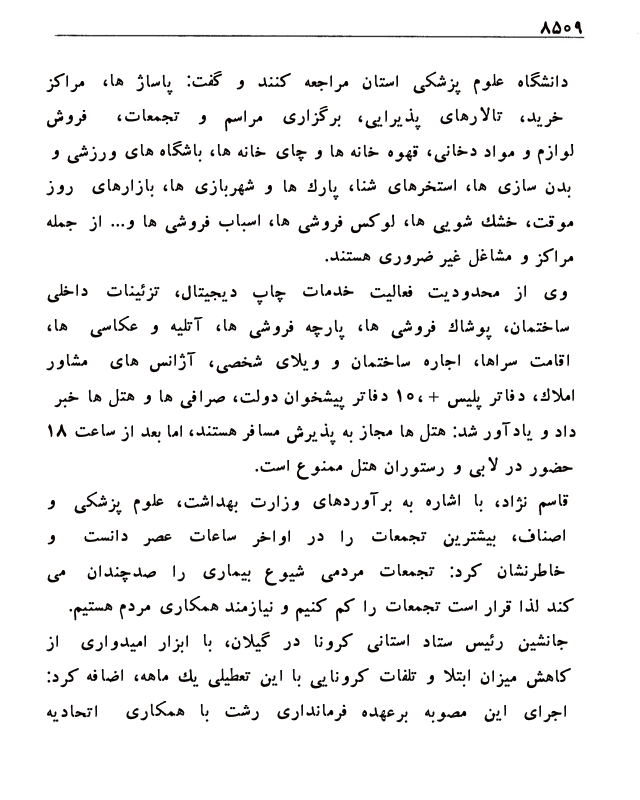 ۸۵۰۹
دانشگاه علوم پزشکی استان مراجعه کنند و گفت: پاساژ ها، مراکز
خرید، تالارهای پذیرایی، برگزاری مراسم و تجمعات، فروش
لوازم و مواد دخانی، قهوه خانه ها و چای خانه ها، باشگاه های ورزشی و
بدن سازی ها، استخرهای شنا، پارك ها و شهربازی ها، بازارهای روز
موقت، خشك شویی ها، لوکس فروشی ها، اسباب فروشی ها و... از جمله
مراکز و مشاغل غیر ضروری هستند.
وی از محدودیت فعالیت خدمات چاپ دیجیتال، تزئینات داخلی
ساختمان، پوشاك فروشی ها، پارچه فروشی ها، آتلیه و عکاسی ها،
اقامت سراها، اجاره ساختمان و ویلای شخصی، آژانس های مشاور
املاك، دفاتر پلیس + ۱۰، دفاتر پیشخوان دولت، صرافی ها و هتل ها خبر
داد و یادآور شد: هتل ها مجاز به پذیرش مسافر هستند، اما بعد از ساعت ۱۸
حضور در لابی و رستوران هتل ممنوع است.
قاسم نژاد، با اشاره به برآوردهای وزارت بهداشت، علوم پزشکی و
اصناف، بیشترین تجمعات را در اواخر ساعات عصر دانست و
خاطرنشان کرد: تجمعات مردمی شیوع بیماری را صدچندان می
کند لذا قرار است تجمعات را کم کنیم و نیازمند همکاری مردم هستیم.
جانشین رئیس ستاد استانی کرونا در گیلان، با ابزار امیدواری از
کاهش میزان ابتلا و تلفات کرونایی با این تعطیلی یك ماهه، اضافه کرد:
اجرای این مصوبه برعهده فرمانداری رشت با همکاری اتحادیه